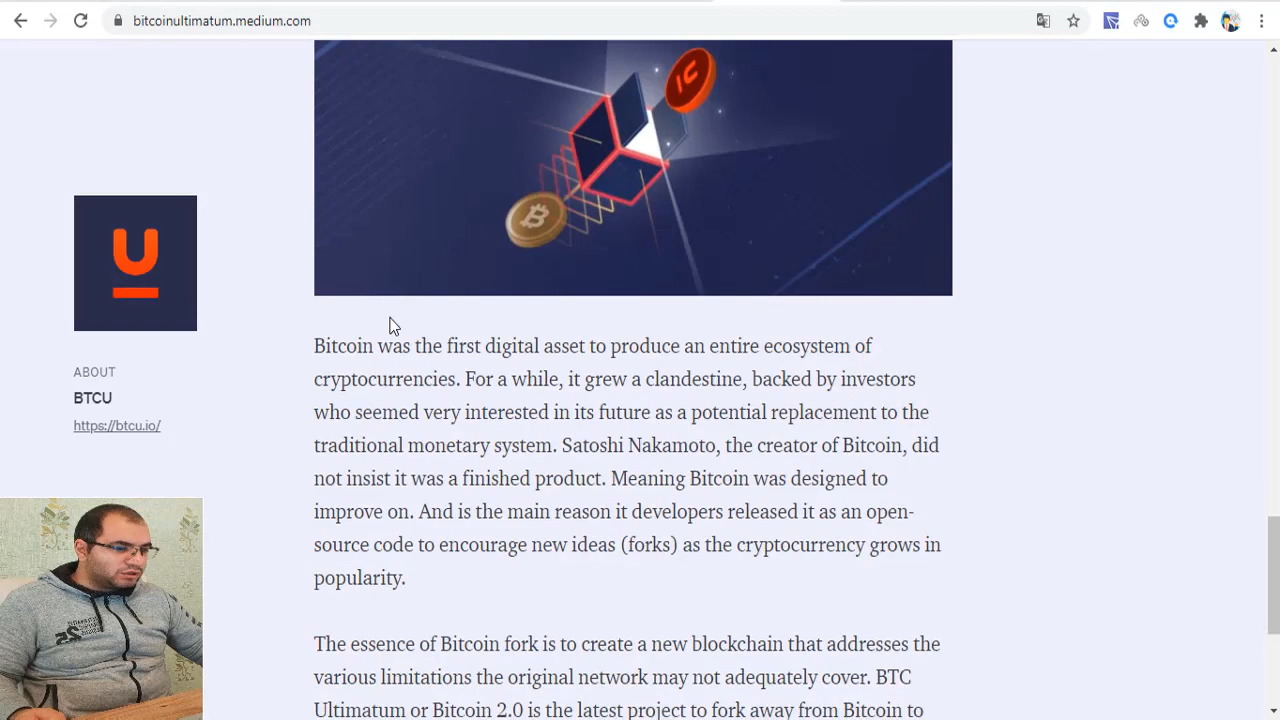 bitcoinultimatum.medium.com
ABOUT
BTCU
https://btcu.io/
Bitcoin was the first digital asset to produce an entire ecosystem of
cryptocurrencies. For a while, it grew a clandestine, backed by investors
who seemed very interested in its future as a potential replacement to the
traditional monetary system. Satoshi Nakamoto, the creator of Bitcoin, did
not insist it was a finished product. Meaning Bitcoin was designed to
improve on. And is the main reason it developers released it as an open-
source code to encourage new ideas (forks) as the cryptocurrency grows in
popularity.
The essence of Bitcoin fork is to create a new blockchain that addresses the
various limitations the original network may not adequately cover. BTC
Ultimatum or Bitcoin 2.0 is the latest project to fork away from Bitcoin to